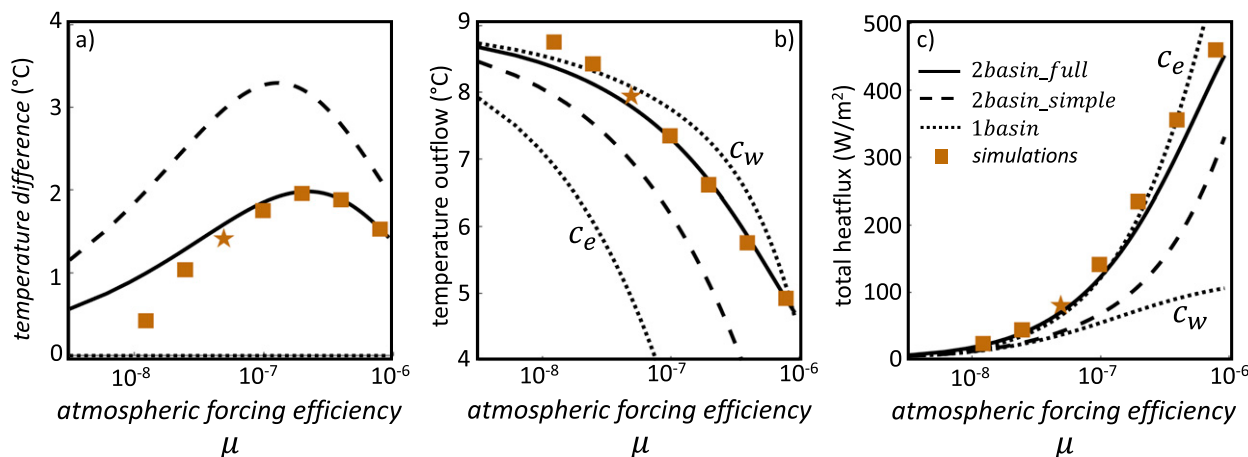 a)
temperature difference (°C)
4
3
2
1
0
10⁻⁸
10⁻⁷
10⁻⁶
atmospheric forcing efficiency
μ
b)
temperature outflow (°C)
9
8
7
6
5
4
c_w
c_e
10⁻⁸
10⁻⁷
10⁻⁶
atmospheric forcing efficiency
μ
c)
total heatflux (W/m²)
500
400
300
200
100
0
2basin_full
2basin_simple
1basin
simulations
c_e
c_w
10⁻⁸
10⁻⁷
10⁻⁶
atmospheric forcing efficiency
μ